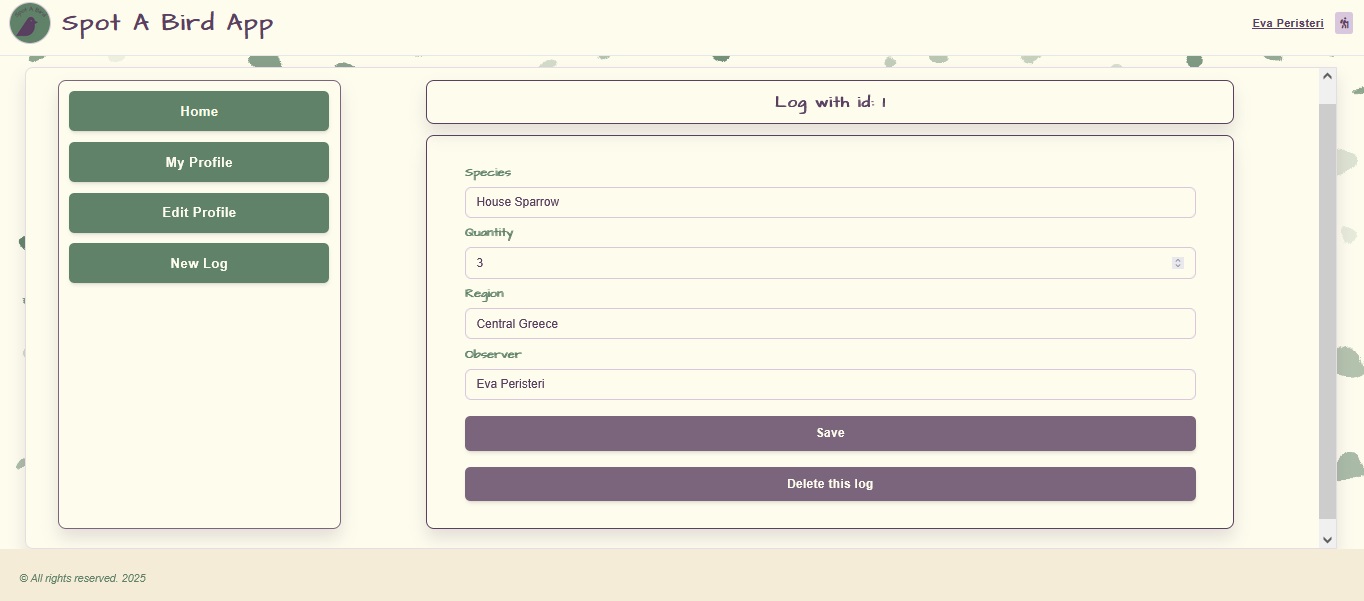 Spot A Bird App
Eva Peristeri
Home
My Profile
Edit Profile
New Log
Log with id: 1
Species
House Sparrow
Quantity
3
Region
Central Greece
Observer
Eva Peristeri
Save
Delete this log
© All rights reserved. 2025